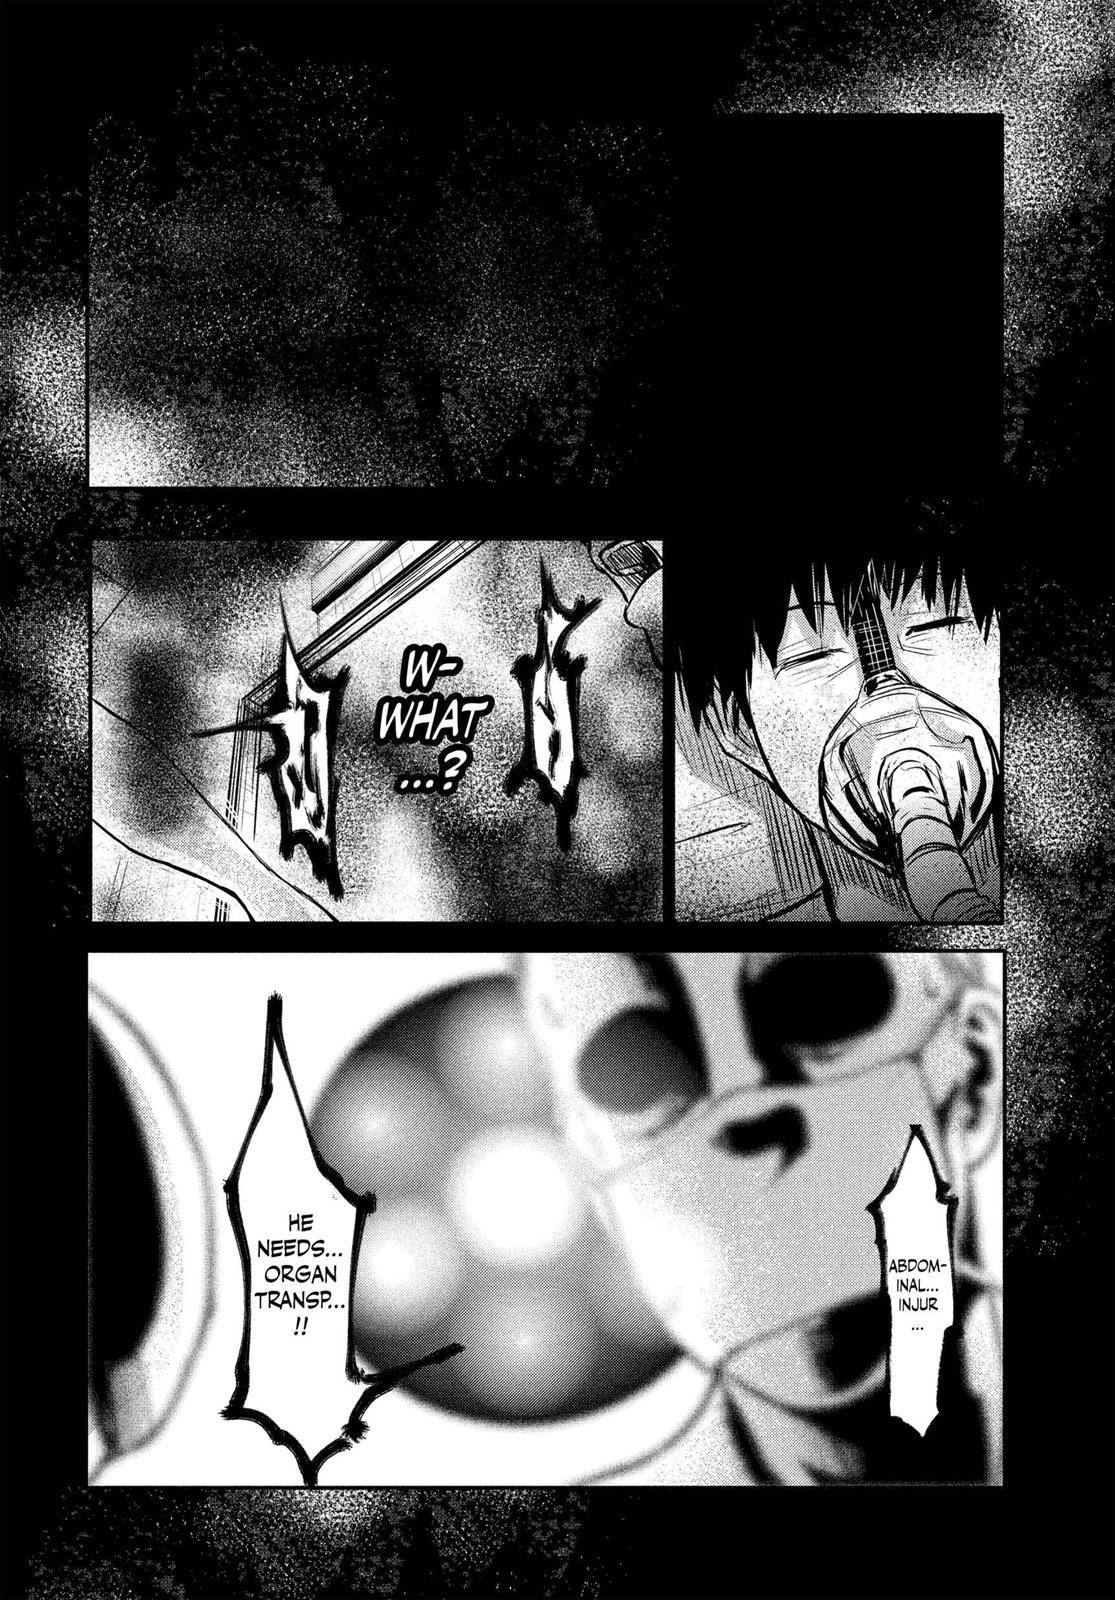 W-
WHAT
...?
ABDOM-
INAL...
INJUR
...
HE
NEEDS...
ORGAN
TRANSP...
!!